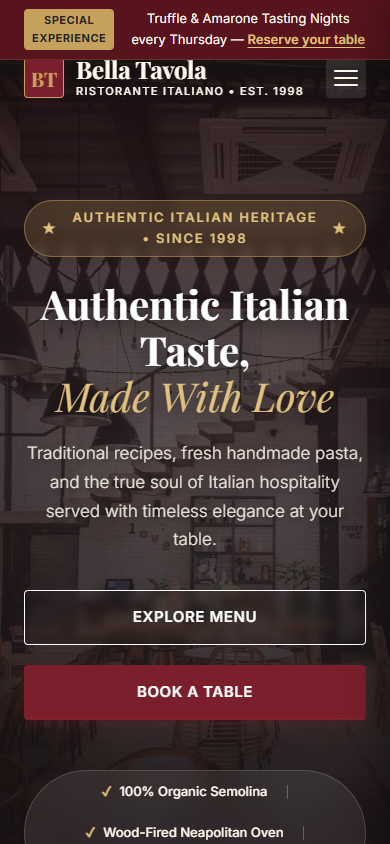 SPECIAL
EXPERIENCE
Truffle & Amarone Tasting Nights
every Thursday — Reserve your table
BT
Bella Tavola
RISTORANTE ITALIANO • EST. 1998
★ AUTHENTIC ITALIAN HERITAGE ★
• SINCE 1998
Authentic Italian
Taste,
Made With Love
Traditional recipes, fresh handmade pasta,
and the true soul of Italian hospitality
served with timeless elegance at your
table.
EXPLORE MENU
BOOK A TABLE
✓ 100% Organic Semolina
✓ Wood-Fired Neapolitan Oven